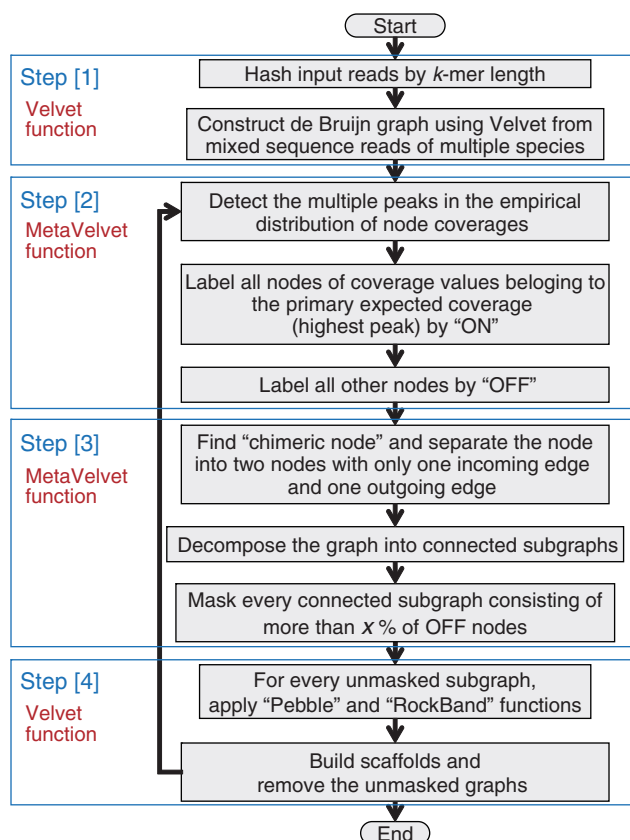 Start
Step [1]
Velvet
function
Hash input reads by k-mer length
Construct de Bruijn graph using Velvet from
mixed sequence reads of multiple species
Step [2]
MetaVelvet
function
Detect the multiple peaks in the empirical
distribution of node coverages
Label all nodes of coverage values beloging to
the primary expected coverage
(highest peak) by “ON”
Label all other nodes by “OFF”
Step [3]
MetaVelvet
function
Find “chimeric node” and separate the node
into two nodes with only one incoming edge
and one outgoing edge
Decompose the graph into connected subgraphs
Mask every connected subgraph consisting of
more than x % of OFF nodes
Step [4]
Velvet
function
For every unmasked subgraph,
apply “Pebble” and “RockBand” functions
Build scaffolds and
remove the unmasked graphs
End